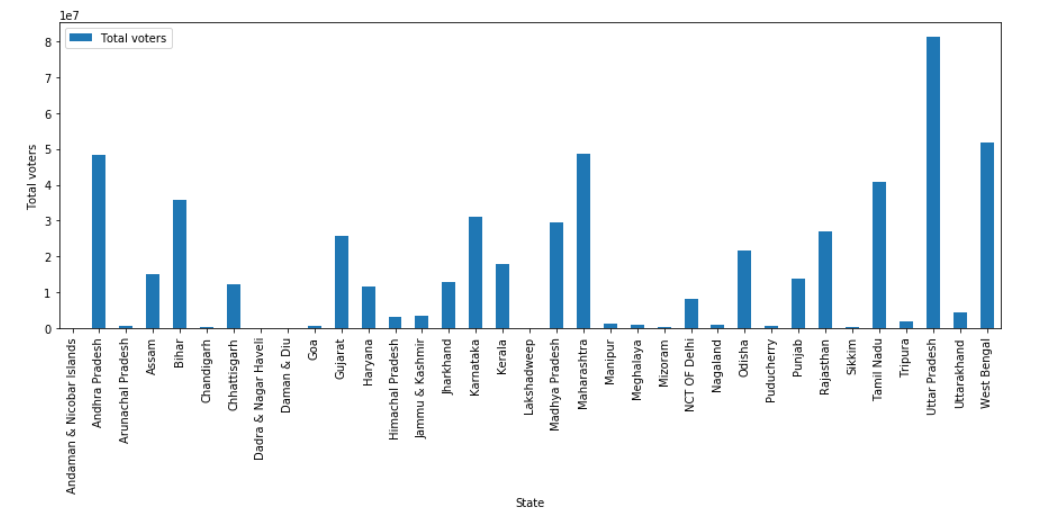 1e7
Total voters
8
7
6
5
4
3
2
1
0
Total voters
Andaman & Nicobar Islands
Andhra Pradesh
Arunachal Pradesh
Assam
Bihar
Chandigarh
Chhattisgarh
Dadra & Nagar Haveli
Daman & Diu
Goa
Gujarat
Haryana
Himachal Pradesh
Jammu & Kashmir
Jharkhand
Karnataka
Kerala
Lakshadweep
Madhya Pradesh
Maharashtra
Manipur
Meghalaya
Mizoram
NCT OF Delhi
Nagaland
Odisha
Puducherry
Punjab
Rajasthan
Sikkim
Tamil Nadu
Tripura
Uttar Pradesh
Uttarakhand
West Bengal
State